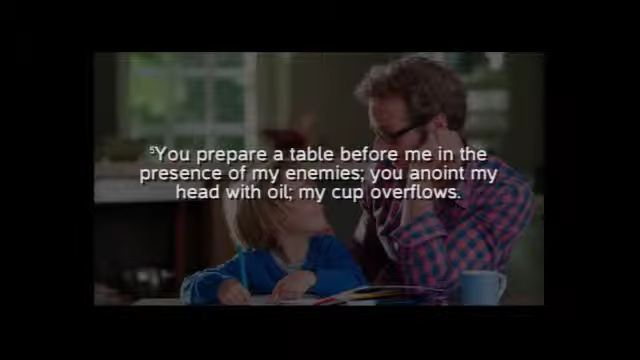 ⁵You prepare a table before me in the
presence of my enemies; you anoint my
head with oil; my cup overflows.